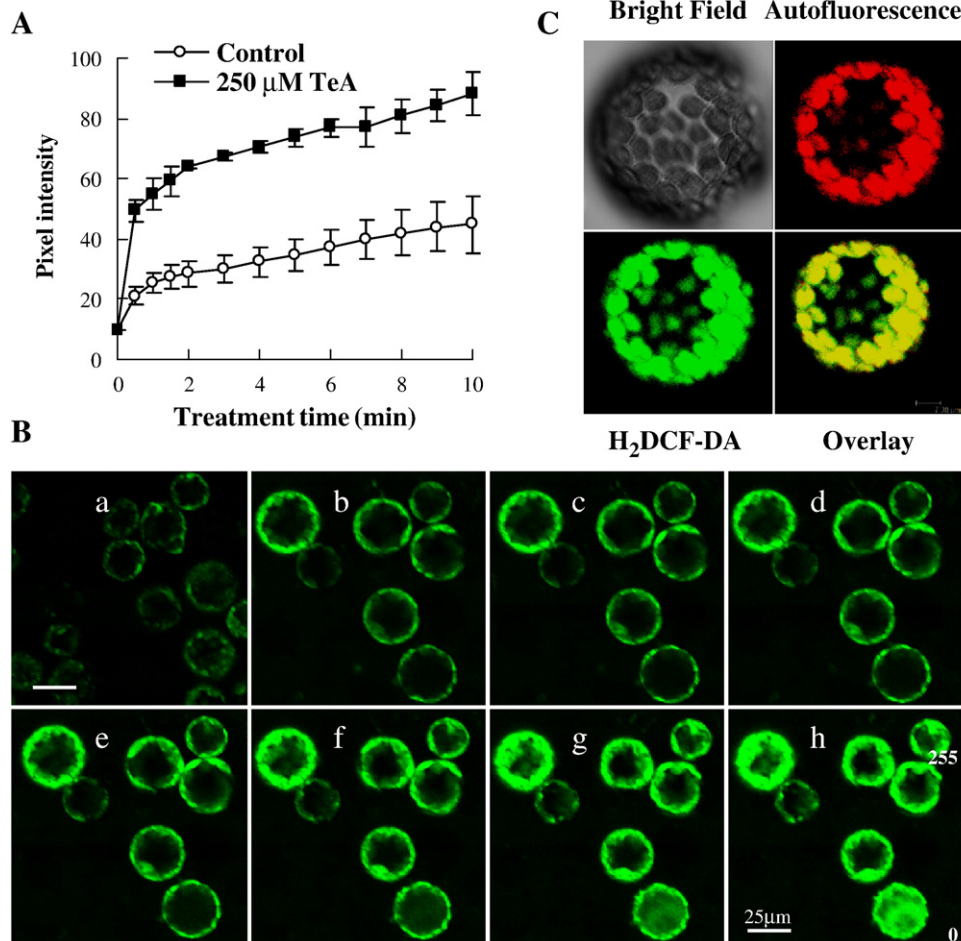 A
Control
250 μM TeA
Pixel intensity
100
80
60
40
20
0
0 2 4 6 8 10
Treatment time (min)
C
Bright Field Autofluorescence
H₂DCF-DA Overlay
B
a b c d
e f g h
255
25μm
0